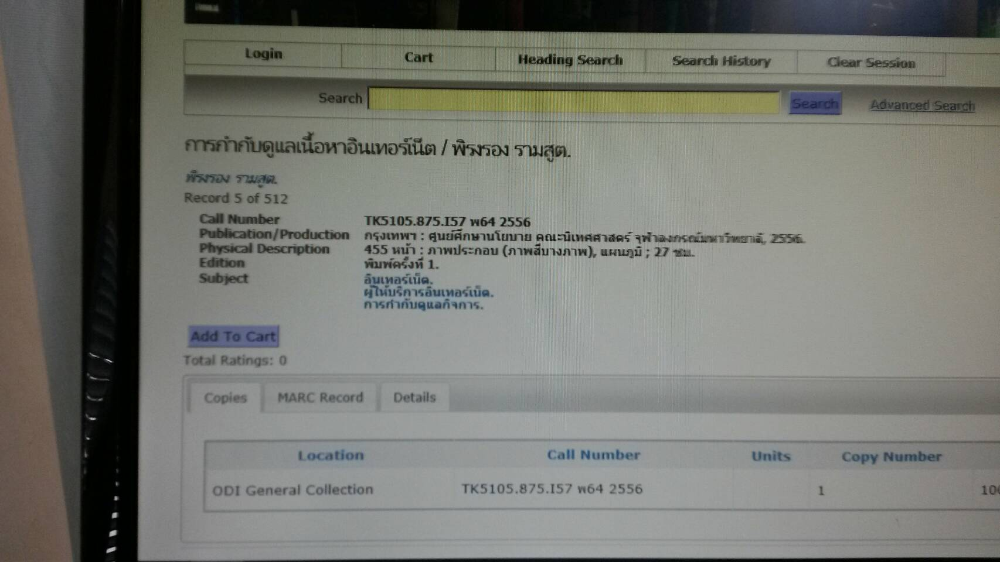 Login Cart Heading Search Search History Clear Session
Search Search Advanced Search
การกำกับดูแลเนื้อหาอินเทอร์เน็ต / พิรงรอง รามสูต.
พิรงรอง รามสูต.
Record 5 of 512
Call Number TK5105.875.I57 พ64 2556
Publication/Production กรุงเทพฯ : ศูนย์ศึกษานโยบาย คณะนิเทศศาสตร์ จุฬาลงกรณ์มหาวิทยาลัย, 2556.
Physical Description 455 หน้า : ภาพประกอบ (ภาพสีบางภาพ), แผนภูมิ ; 27 ซม.
Edition พิมพ์ครั้งที่ 1.
Subject อินเทอร์เน็ต.
ผู้ให้บริการอินเทอร์เน็ต.
การกำกับดูแลกิจการ.
Add To Cart
Total Ratings: 0
Copies MARC Record Details
Location Call Number Units Copy Number
ODI General Collection TK5105.875.I57 พ64 2556 1